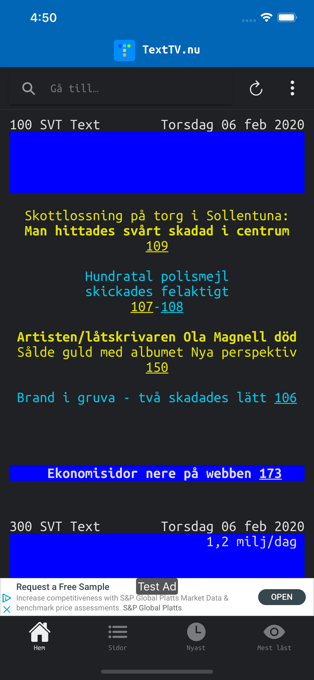 4:50
TextTV.nu
Gå till…
100 SVT Text Torsdag 06 feb 2020
Skottlossning på torg i Sollentuna:
Man hittades svårt skadad i centrum
109
Hundratal polismejl
skickades felaktigt
107-108
Artisten/låtskrivaren Ola Magnell död
Sålde guld med albumet Nya perspektiv
150
Brand i gruva - två skadades lätt 106
Ekonomisidor nere på webben 173
300 SVT Text Torsdag 06 feb 2020
1,2 milj/dag
Request a Free Sample
Test Ad
Increase competitiveness with S&P Global Platts Market Data &
benchmark price assessments. S&P Global Platts
OPEN
Hem Sidor Nyast Mest läst